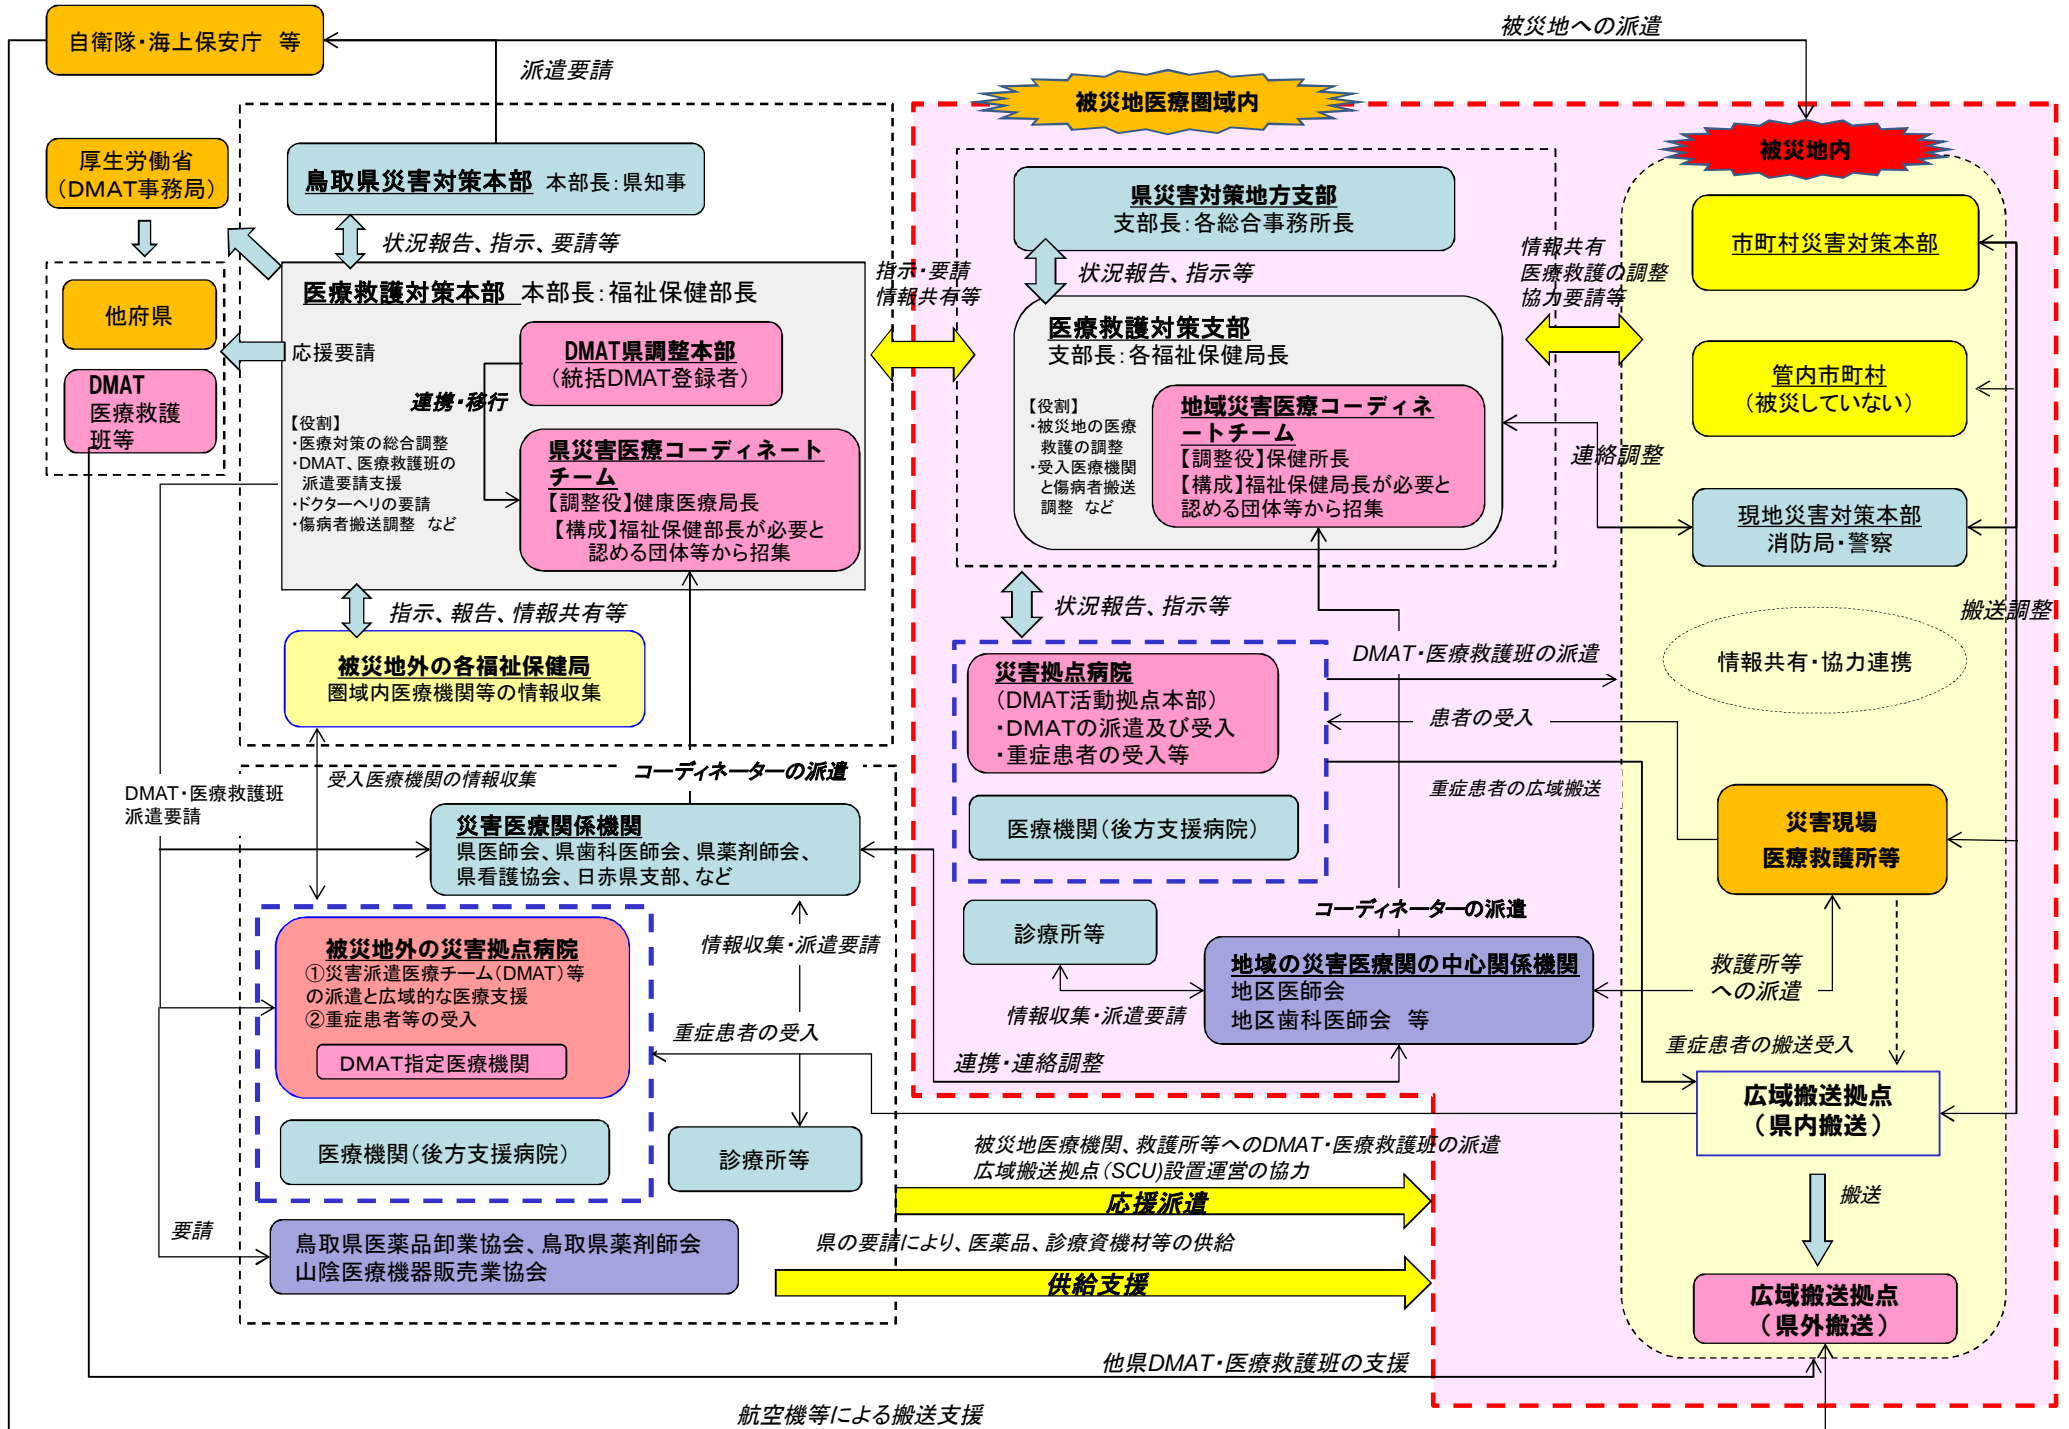 被災地への派遣
自衛隊・海上保安庁　等
派遣要請
被災地医療圏域内
被災地内
厚生労働省
(DMAT事務局)
鳥取県災害対策本部 本部長:県知事
状況報告、指示、要請等
他府県
DMAT
医療救護
班等
応援要請
医療救護対策本部 本部長:福祉保健部長
DMAT県調整本部
(統括DMAT登録者)
連携・移行
【役割】
・医療対策の総合調整
・DMAT、医療救護班の
派遣要請支援
・ドクターヘリの要請
・傷病者搬送調整 など
県災害医療コーディネート
チーム
【調整役】健康医療局長
【構成】福祉保健部長が必要と
認める団体等から招集
指示・要請
情報共有等
県災害対策地方支部
支部長:各総合事務所長
状況報告、指示等
医療救護対策支部
支部長:各福祉保健局長
【役割】
・被災地の医療
救護の調整
・受入医療機関
と傷病者搬送
調整 など
地域災害医療コーディネ
ートチーム
【調整役】保健所長
【構成】福祉保健局長が必要と
認める団体等から招集
情報共有
医療救護の調整
協力要請等
市町村災害対策本部
管内市町村
(被災していない)
連絡調整
現地災害対策本部
消防局・警察
搬送調整
情報共有・協力連携
指示、報告、情報共有等
被災地外の各福祉保健局
圏域内医療機関等の情報収集
状況報告、指示等
災害拠点病院
(DMAT活動拠点本部)
・DMATの派遣及び受入
・重症患者の受入等
医療機関(後方支援病院)
DMAT・医療救護班の派遣
患者の受入
重症患者の広域搬送
災害現場
医療救護所等
DMAT・医療救護班
派遣要請
受入医療機関の情報収集
コーディネーターの派遣
災害医療関係機関
県医師会、県歯科医師会、県薬剤師会、
県看護協会、日赤県支部、など
被災地外の災害拠点病院
①災害派遣医療チーム(DMAT)等
の派遣と広域的な医療支援
②重症患者等の受入
DMAT指定医療機関
医療機関(後方支援病院)
情報収集・派遣要請
重症患者の受入
診療所等
診療所等
情報収集・派遣要請
コーディネーターの派遣
地域の災害医療関の中心関係機関
地区医師会
地区歯科医師会　等
連携・連絡調整
救護所等
への派遣
重症患者の搬送受入
広域搬送拠点
(県内搬送)
搬送
広域搬送拠点
(県外搬送)
被災地医療機関、救護所等へのDMAT・医療救護班の派遣
広域搬送拠点(SCU)設置運営の協力
応援派遣
県の要請により、医薬品、診療資機材等の供給
供給支援
要請
鳥取県医薬品卸業協会、鳥取県薬剤師会
山陰医療機器販売業協会
他県DMAT・医療救護班の支援
航空機等による搬送支援